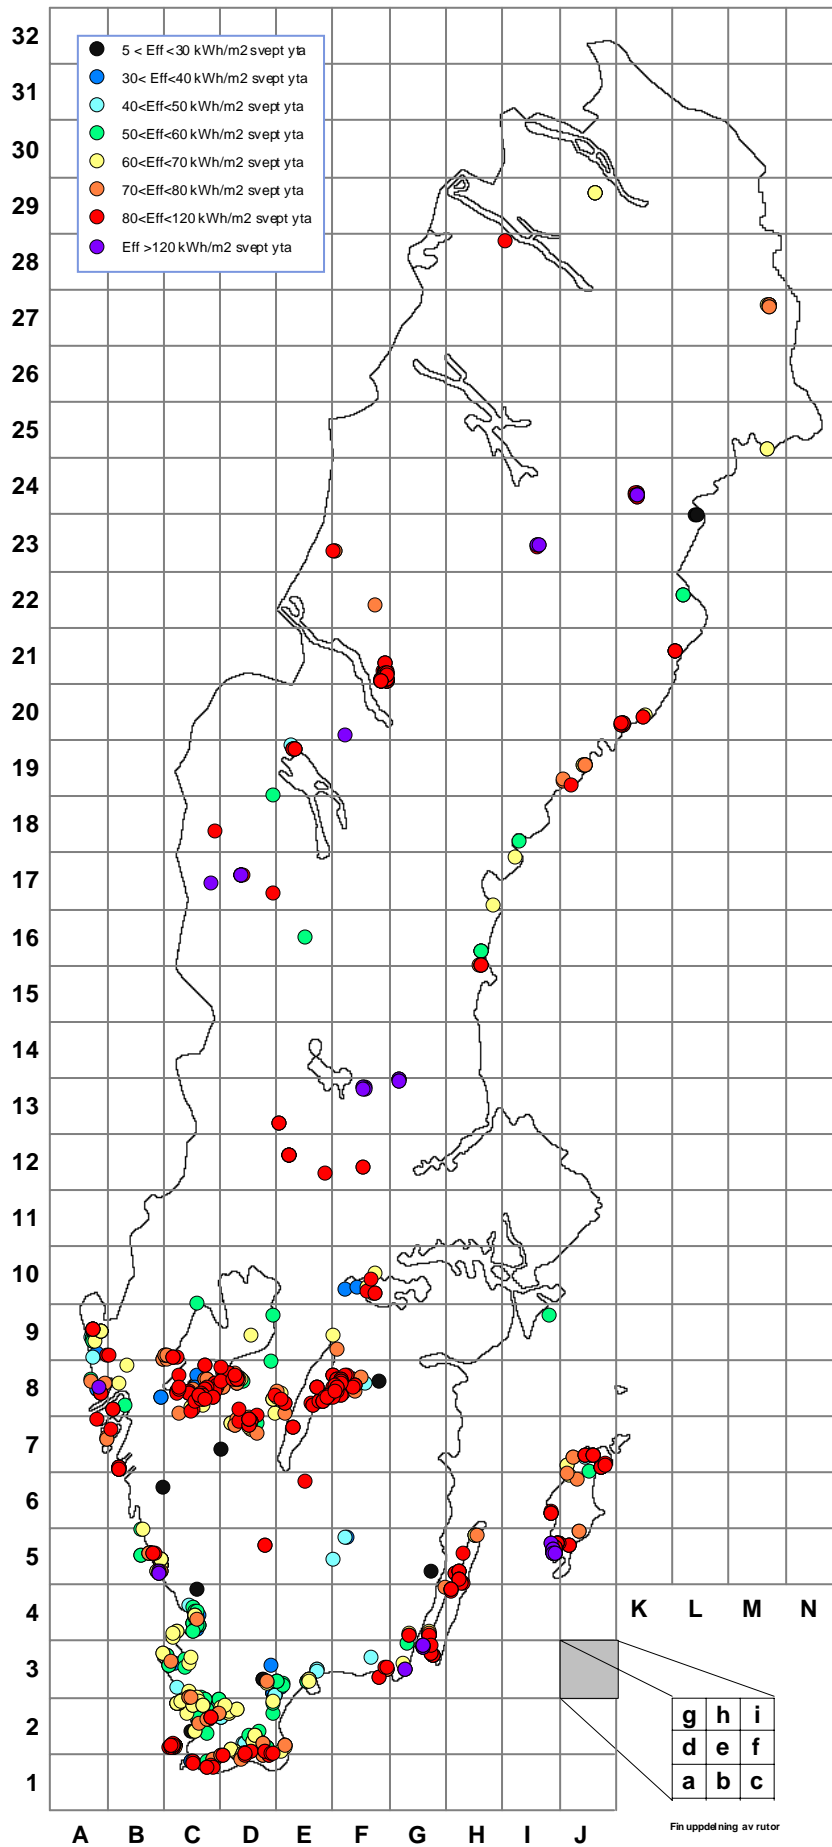 32
5 < Eff <30 kWh/m2 svept yta
30< Eff<40 kWh/m2 svept yta
31
40<Eff<50 kWh/m2 svept yta
50<Eff<60 kWh/m2 svept yta
30
60<Eff<70 kWh/m2 svept yta
70<Eff<80 kWh/m2 svept yta
29
80<Eff<120 kWh/m2 svept yta
Eff >120 kWh/m2 svept yta
28
27
26
25
24
23
22
21
20
19
18
17
16
15
14
13
12
11
10
9
8
7
6
5
4
K L M N
3
g h i
2
d e f
a b c
1
Fin uppdelning av rutor
A B C D E F G H I J